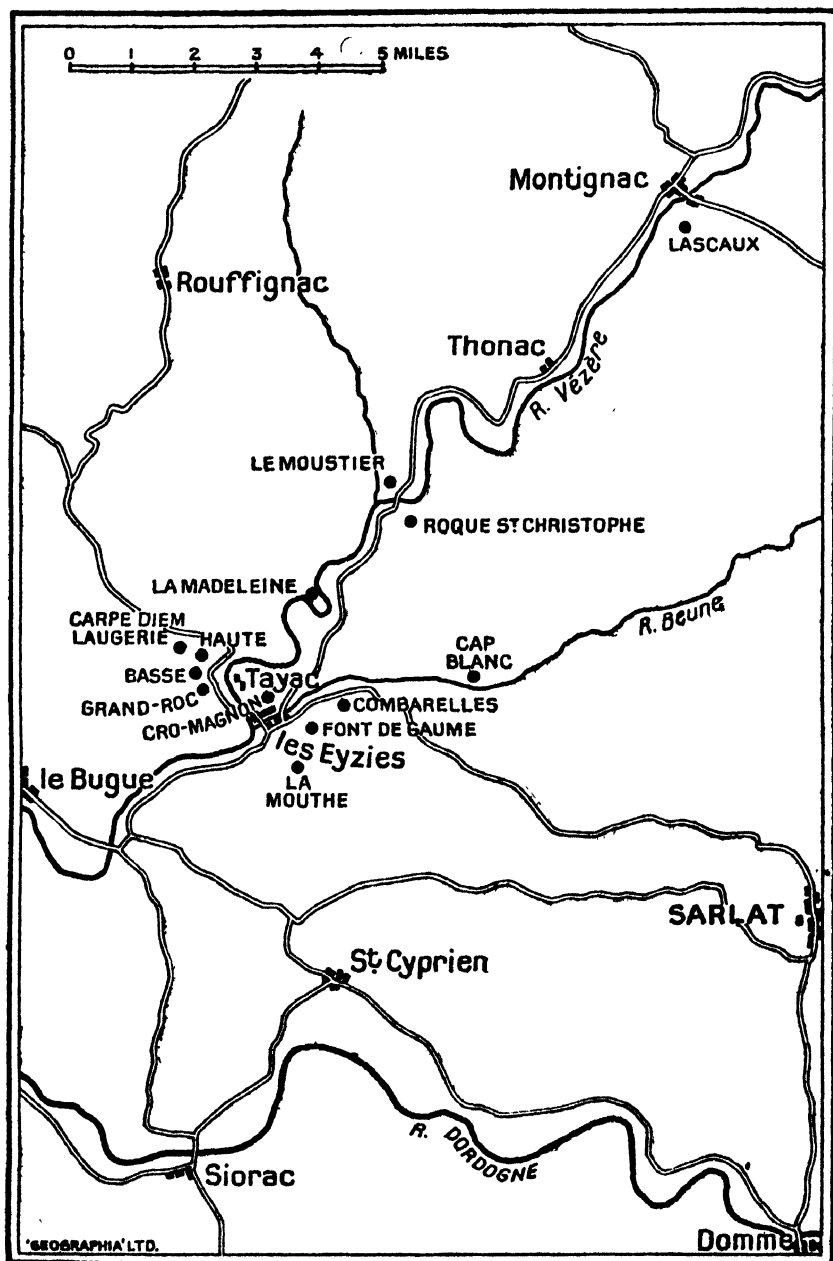 0 1 2 3 4 5 MILES
Montignac
LASCAUX
Rouffignac
Thonac
R. Vézère
LE MOUSTIER
ROQUE ST. CHRISTOPHE
LA MADELEINE
R. Beune
CARPE DIEM
LAUGERIE HAUTE
CAP
BLANC
BASSE
Tayac
GRAND-ROC
COMBARELLES
CRO-MAGNON
FONT DE GAUME
les Eyzies
le Bugue
LA
MOUTHE
SARLAT
St. Cyprien
R. DORDOGNE
Siorac
'GEOGRAPHIA' LTD.
Domme